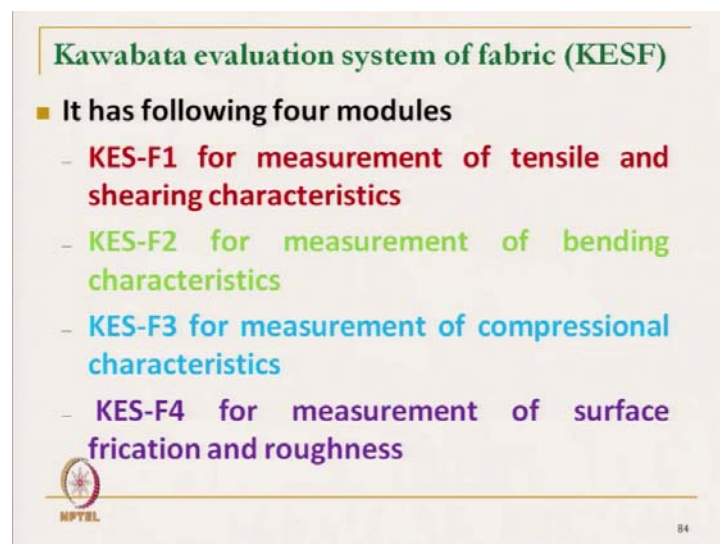 Kawabata evaluation system of fabric (KESF)
It has following four modules
– KES-F1 for measurement of tensile and
shearing characteristics
– KES-F2 for measurement of bending
characteristics
– KES-F3 for measurement of compressional
characteristics
– KES-F4 for measurement of surface
frication and roughness
NPTEL
84